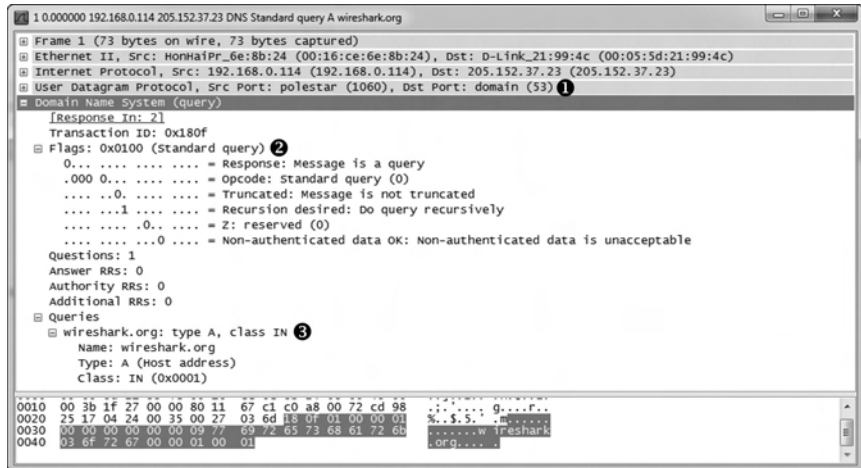 1 0.000000 192.168.0.114 205.152.37.23 DNS Standard query A wireshark.org
Frame 1 (73 bytes on wire, 73 bytes captured)
Ethernet II, Src: HonHaiPr_6e:8b:24 (00:16:ce:6e:8b:24), Dst: D-Link_21:99:4c (00:05:5d:21:99:4c)
Internet Protocol, Src: 192.168.0.114 (192.168.0.114), Dst: 205.152.37.23 (205.152.37.23)
User Datagram Protocol, Src Port: polestar (1060), Dst Port: domain (53) ❶
Domain Name System (query)
[Response In: 2]
Transaction ID: 0x180f
Flags: 0x0100 (Standard query) ❷
0... .... .... .... = Response: Message is a query
.000 0... .... .... = Opcode: Standard query (0)
.... ..0. .... .... = Truncated: Message is not truncated
.... ...1 .... .... = Recursion desired: Do query recursively
.... .... .0.. .... = Z: reserved (0)
.... .... ...0 .... = Non-authenticated data OK: Non-authenticated data is unacceptable
Questions: 1
Answer RRs: 0
Authority RRs: 0
Additional RRs: 0
Queries
wireshark.org: type A, class IN ❸
Name: wireshark.org
Type: A (Host address)
Class: IN (0x0001)
0010 00 3b 1f 27 00 00 80 11 67 c1 c0 a8 00 72 cd 98 .;.'.... g....r..
0020 25 17 04 24 00 35 00 27 03 6d 18 0f 01 00 00 01 %..$.5.' .m......
0030 00 00 00 00 00 00 09 77 69 72 65 73 68 61 72 6b .......w ireshark
0040 03 6f 72 67 00 00 01 00 01 .org.... .